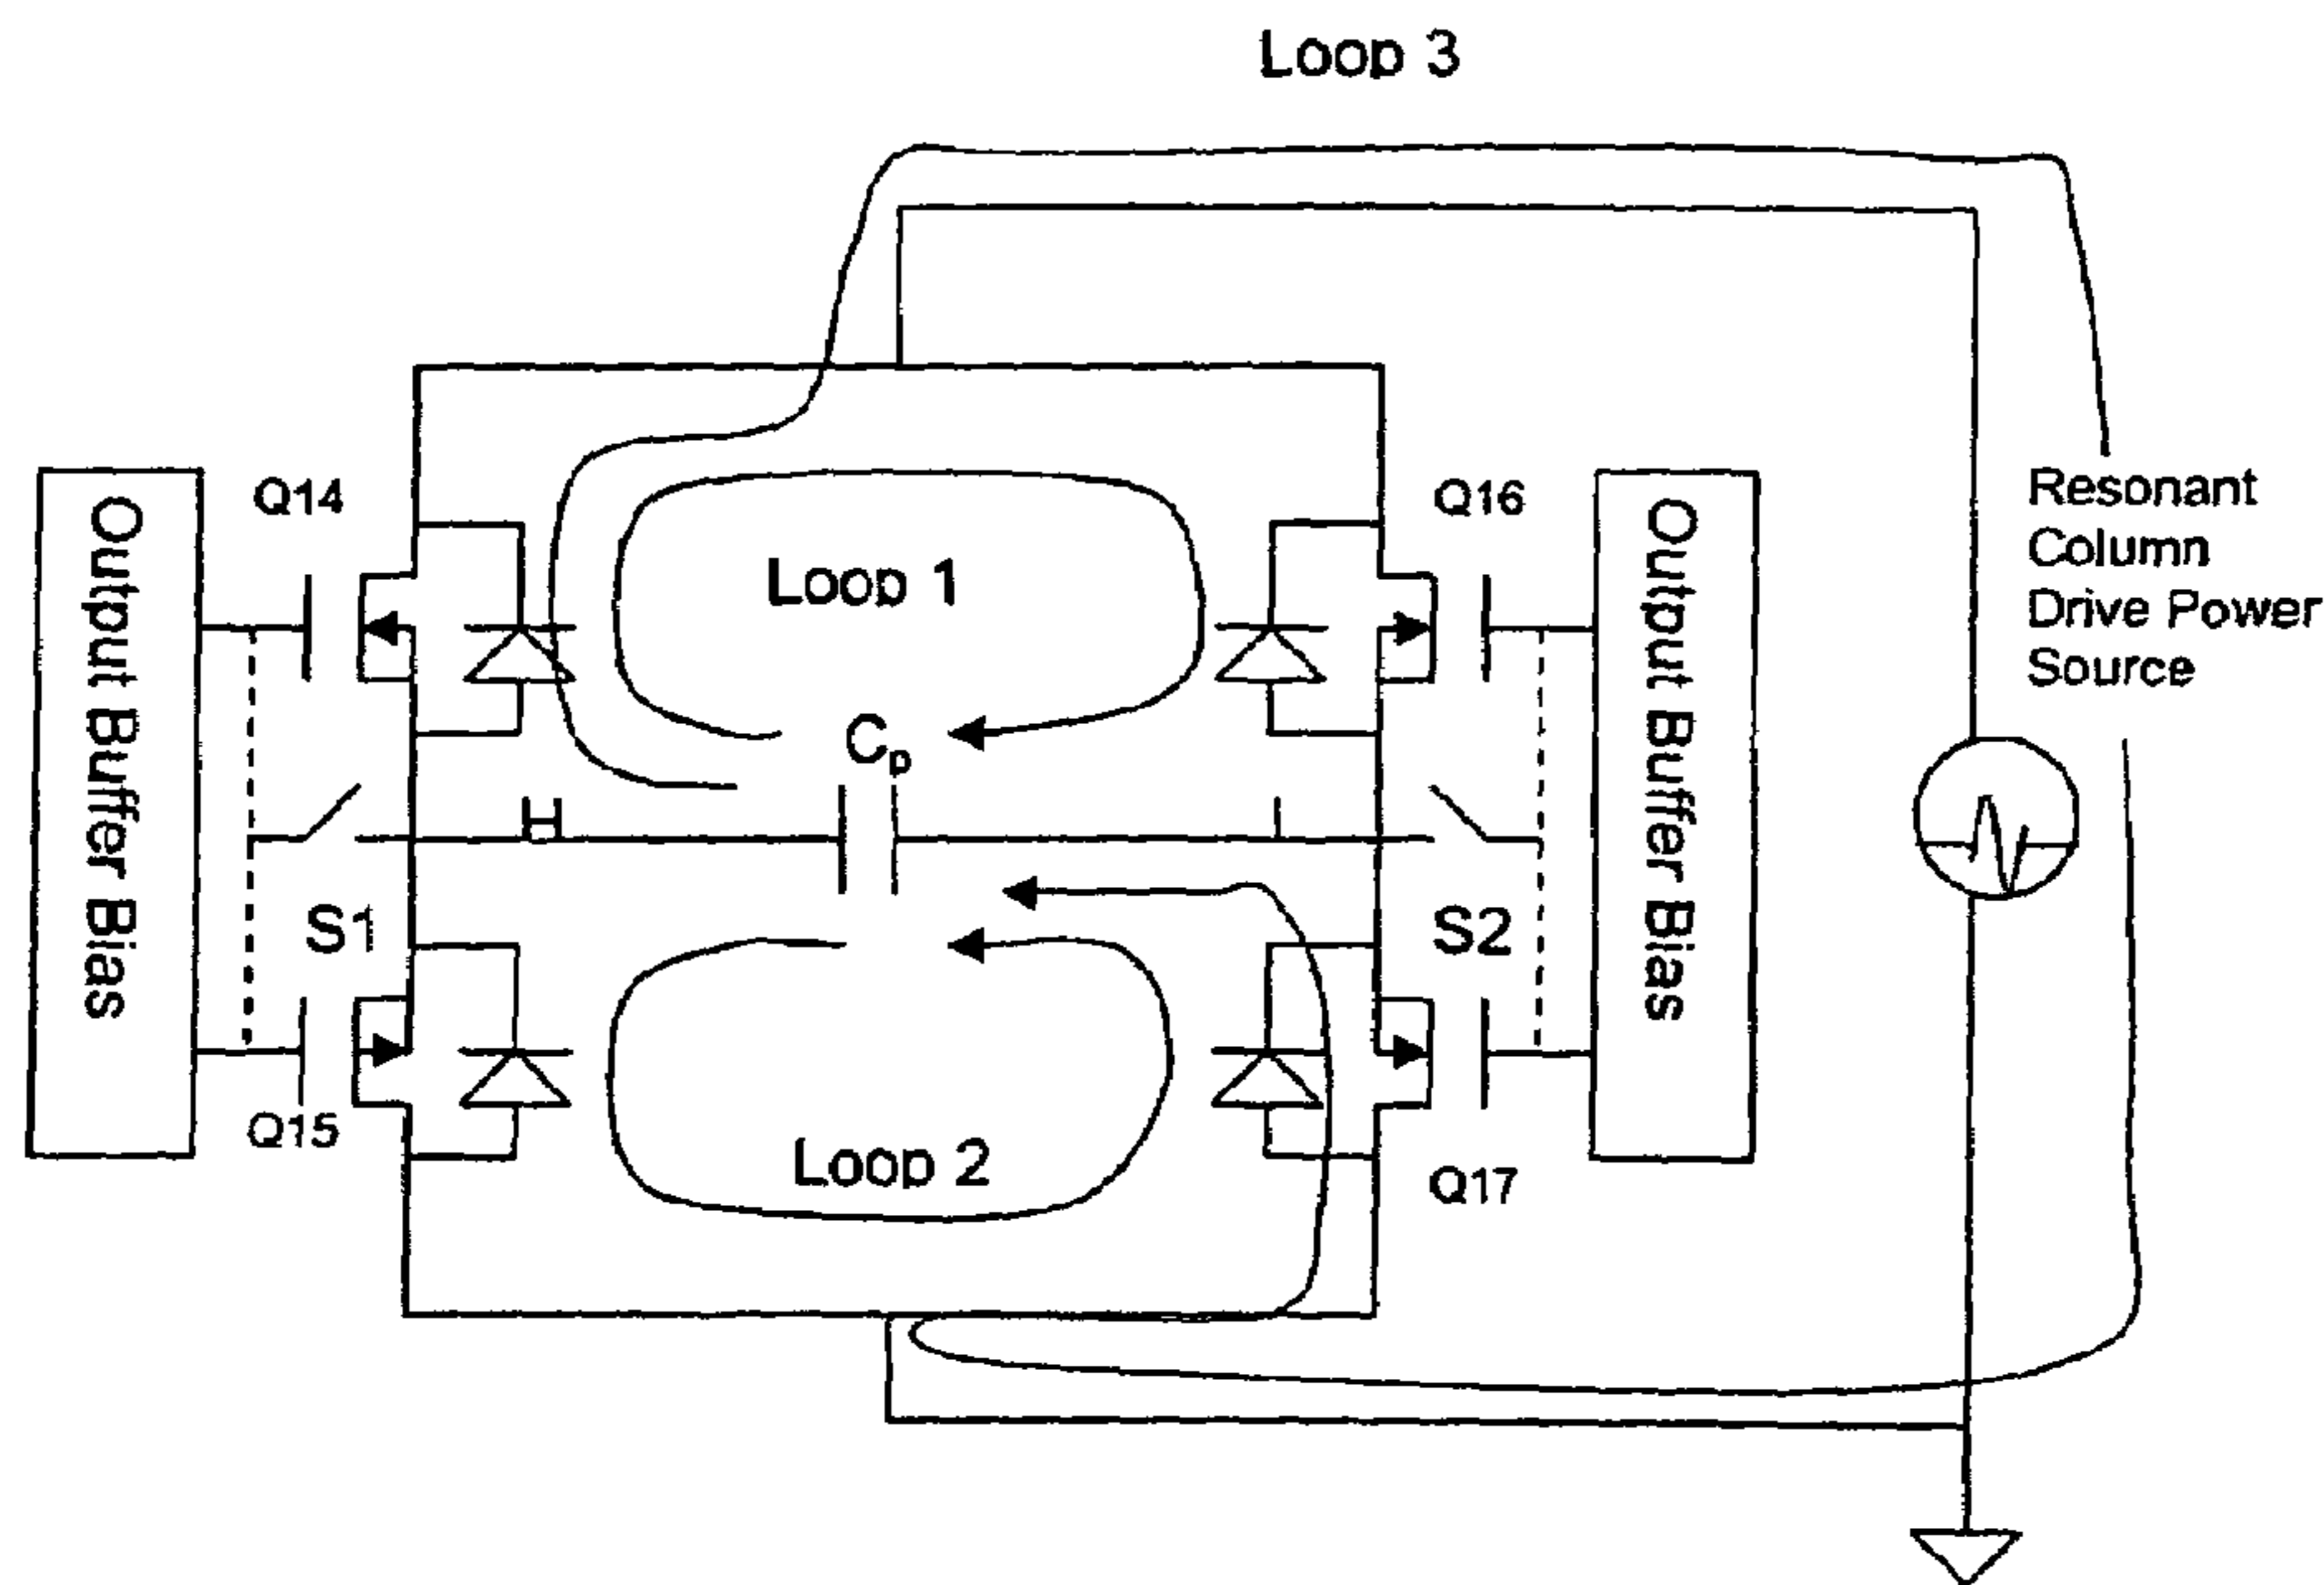 Loop 3
Q14
Q16
Output Buffer Bias
Loop 1
Output Buffer Bias
Resonant
Column
Drive Power
Source
Cp
S1
S2
Q15
Loop 2
Q17